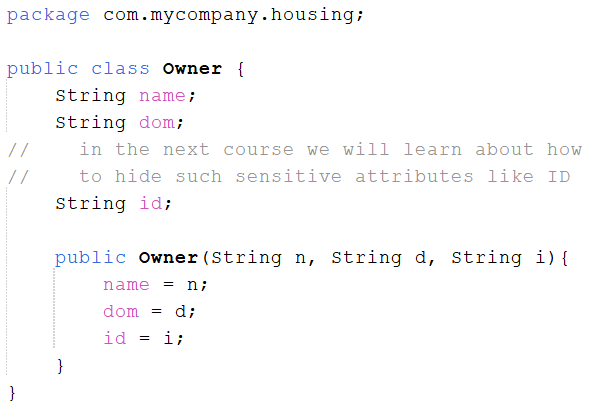 package com.mycompany.housing;

public class Owner {
    String name;
    String dom;
//    in the next course we will learn about how
//    to hide such sensitive attributes like ID
    String id;

    public Owner(String n, String d, String i){
        name = n;
        dom = d;
        id = i;
    }
}